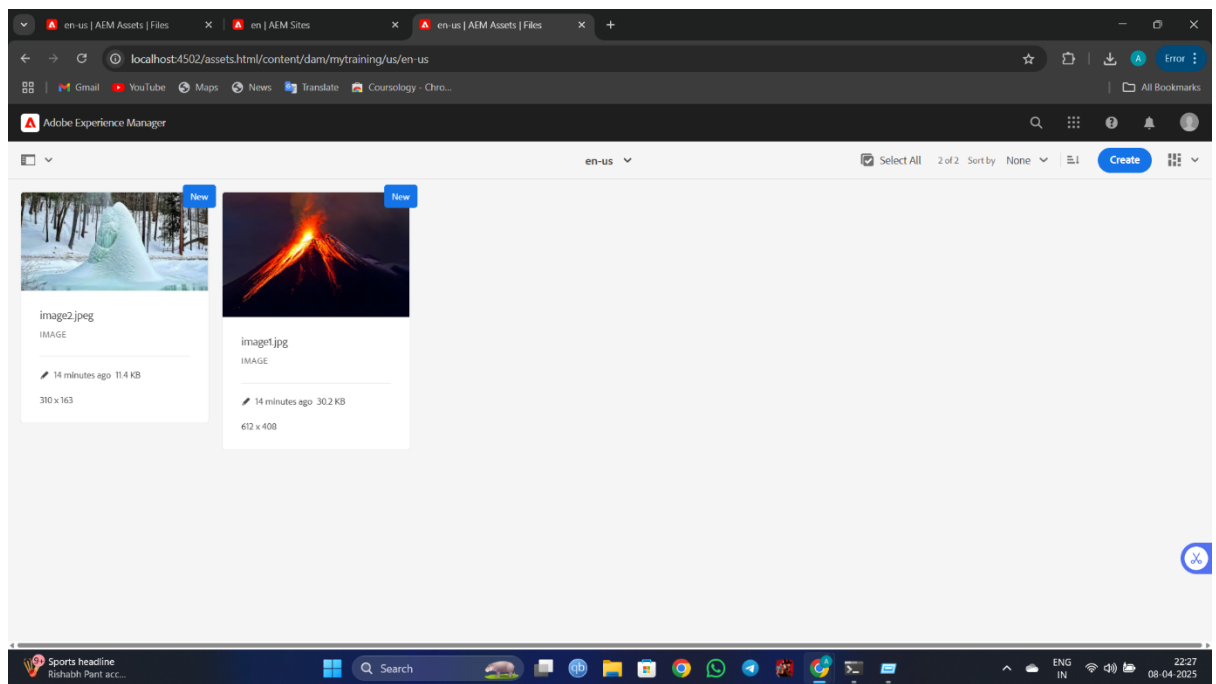 en-us | AEM Assets | Files
en | AEM Sites
en-us | AEM Assets | Files
localhost:4502/assets.html/content/dam/mytraining/us/en-us
A
Error
Gmail
YouTube
Maps
News
Translate
Coursology - Chro...
All Bookmarks
Adobe Experience Manager
en-us
Select All
2 of 2
Sort by
None
Create
New
New
image2.jpeg
IMAGE
14 minutes ago 11.4 KB
310 x 163
image1.jpg
IMAGE
14 minutes ago 30.2 KB
612 x 408
9+
Sports headline
Rishabh Pant acc...
Search
qb
ENG
IN
22:27
08-04-2025